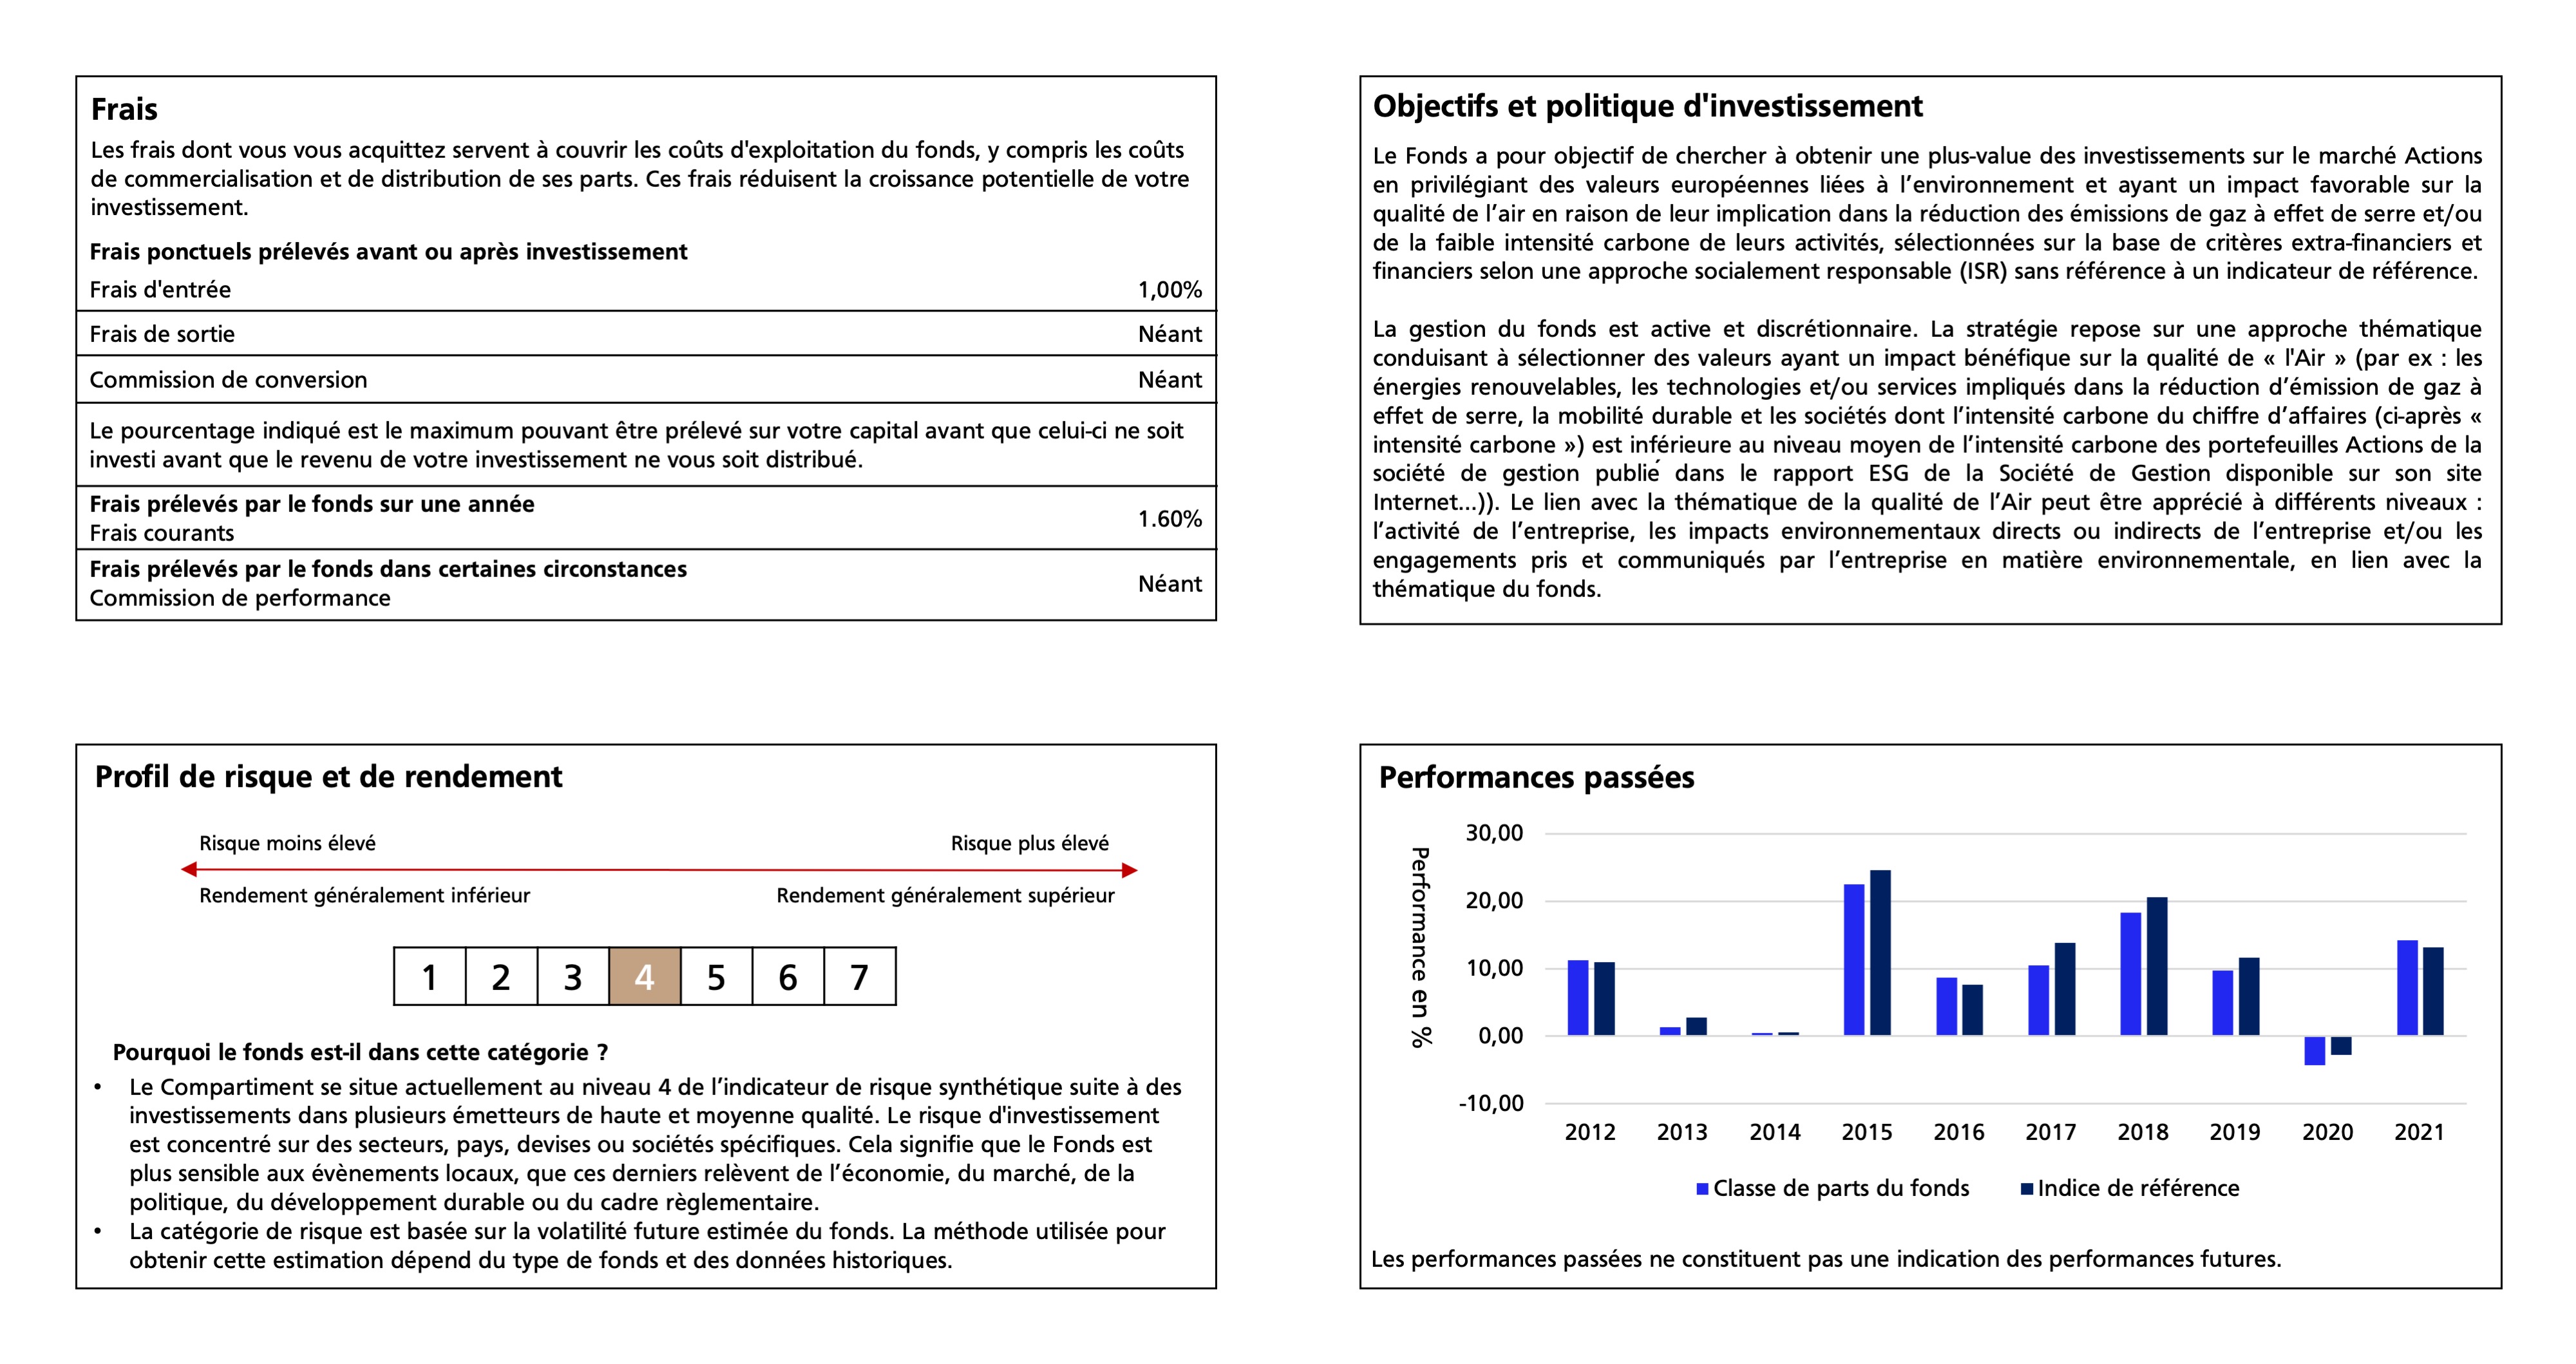 Frais
Les frais dont vous vous acquittez servent à couvrir les coûts d'exploitation du fonds, y compris les coûts
de commercialisation et de distribution de ses parts. Ces frais réduisent la croissance potentielle de votre
investissement.
Frais ponctuels prélevés avant ou après investissement
Frais d'entrée 1,00%
Frais de sortie Néant
Commission de conversion Néant
Le pourcentage indiqué est le maximum pouvant être prélevé sur votre capital avant que celui-ci ne soit
investi avant que le revenu de votre investissement ne vous soit distribué.
Frais prélevés par le fonds sur une année
Frais courants 1.60%
Frais prélevés par le fonds dans certaines circonstances
Commission de performance Néant
Objectifs et politique d'investissement
Le Fonds a pour objectif de chercher à obtenir une plus-value des investissements sur le marché Actions
en privilégiant des valeurs européennes liées à l’environnement et ayant un impact favorable sur la
qualité de l’air en raison de leur implication dans la réduction des émissions de gaz à effet de serre et/ou
de la faible intensité carbone de leurs activités, sélectionnées sur la base de critères extra-financiers et
financiers selon une approche socialement responsable (ISR) sans référence à un indicateur de référence.
La gestion du fonds est active et discrétionnaire. La stratégie repose sur une approche thématique
conduisant à sélectionner des valeurs ayant un impact bénéfique sur la qualité de « l'Air » (par ex : les
énergies renouvelables, les technologies et/ou services impliqués dans la réduction d’émission de gaz à
effet de serre, la mobilité durable et les sociétés dont l’intensité carbone du chiffre d’affaires (ci-après «
intensité carbone ») est inférieure au niveau moyen de l’intensité carbone des portefeuilles Actions de la
société de gestion publié dans le rapport ESG de la Société de Gestion disponible sur son site
Internet...)). Le lien avec la thématique de la qualité de l’Air peut être apprécié à différents niveaux :
l’activité de l’entreprise, les impacts environnementaux directs ou indirects de l’entreprise et/ou les
engagements pris et communiqués par l’entreprise en matière environnementale, en lien avec la
thématique du fonds.
Profil de risque et de rendement
Risque moins élevé Risque plus élevé
Rendement généralement inférieur Rendement généralement supérieur
1 2 3 4 5 6 7
Pourquoi le fonds est-il dans cette catégorie ?
• Le Compartiment se situe actuellement au niveau 4 de l’indicateur de risque synthétique suite à des
investissements dans plusieurs émetteurs de haute et moyenne qualité. Le risque d'investissement
est concentré sur des secteurs, pays, devises ou sociétés spécifiques. Cela signifie que le Fonds est
plus sensible aux évènements locaux, que ces derniers relèvent de l’économie, du marché, de la
politique, du développement durable ou du cadre règlementaire.
• La catégorie de risque est basée sur la volatilité future estimée du fonds. La méthode utilisée pour
obtenir cette estimation dépend du type de fonds et des données historiques.
Performances passées
Performance en %
30,00
20,00
10,00
0,00
-10,00
2012 2013 2014 2015 2016 2017 2018 2019 2020 2021
Classe de parts du fonds Indice de référence
Les performances passées ne constituent pas une indication des performances futures.